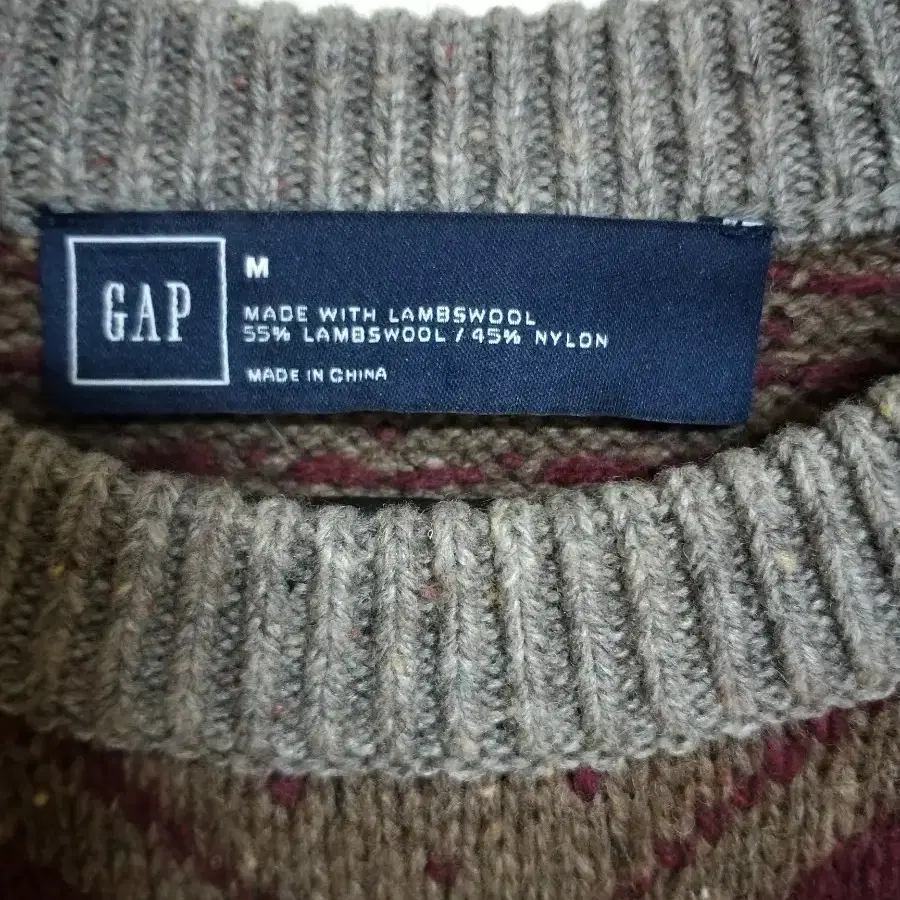 GAP
M
MADE WITH LAMBSWOOL
55% LAMBSWOOL / 45% NYLON
MADE IN CHINA